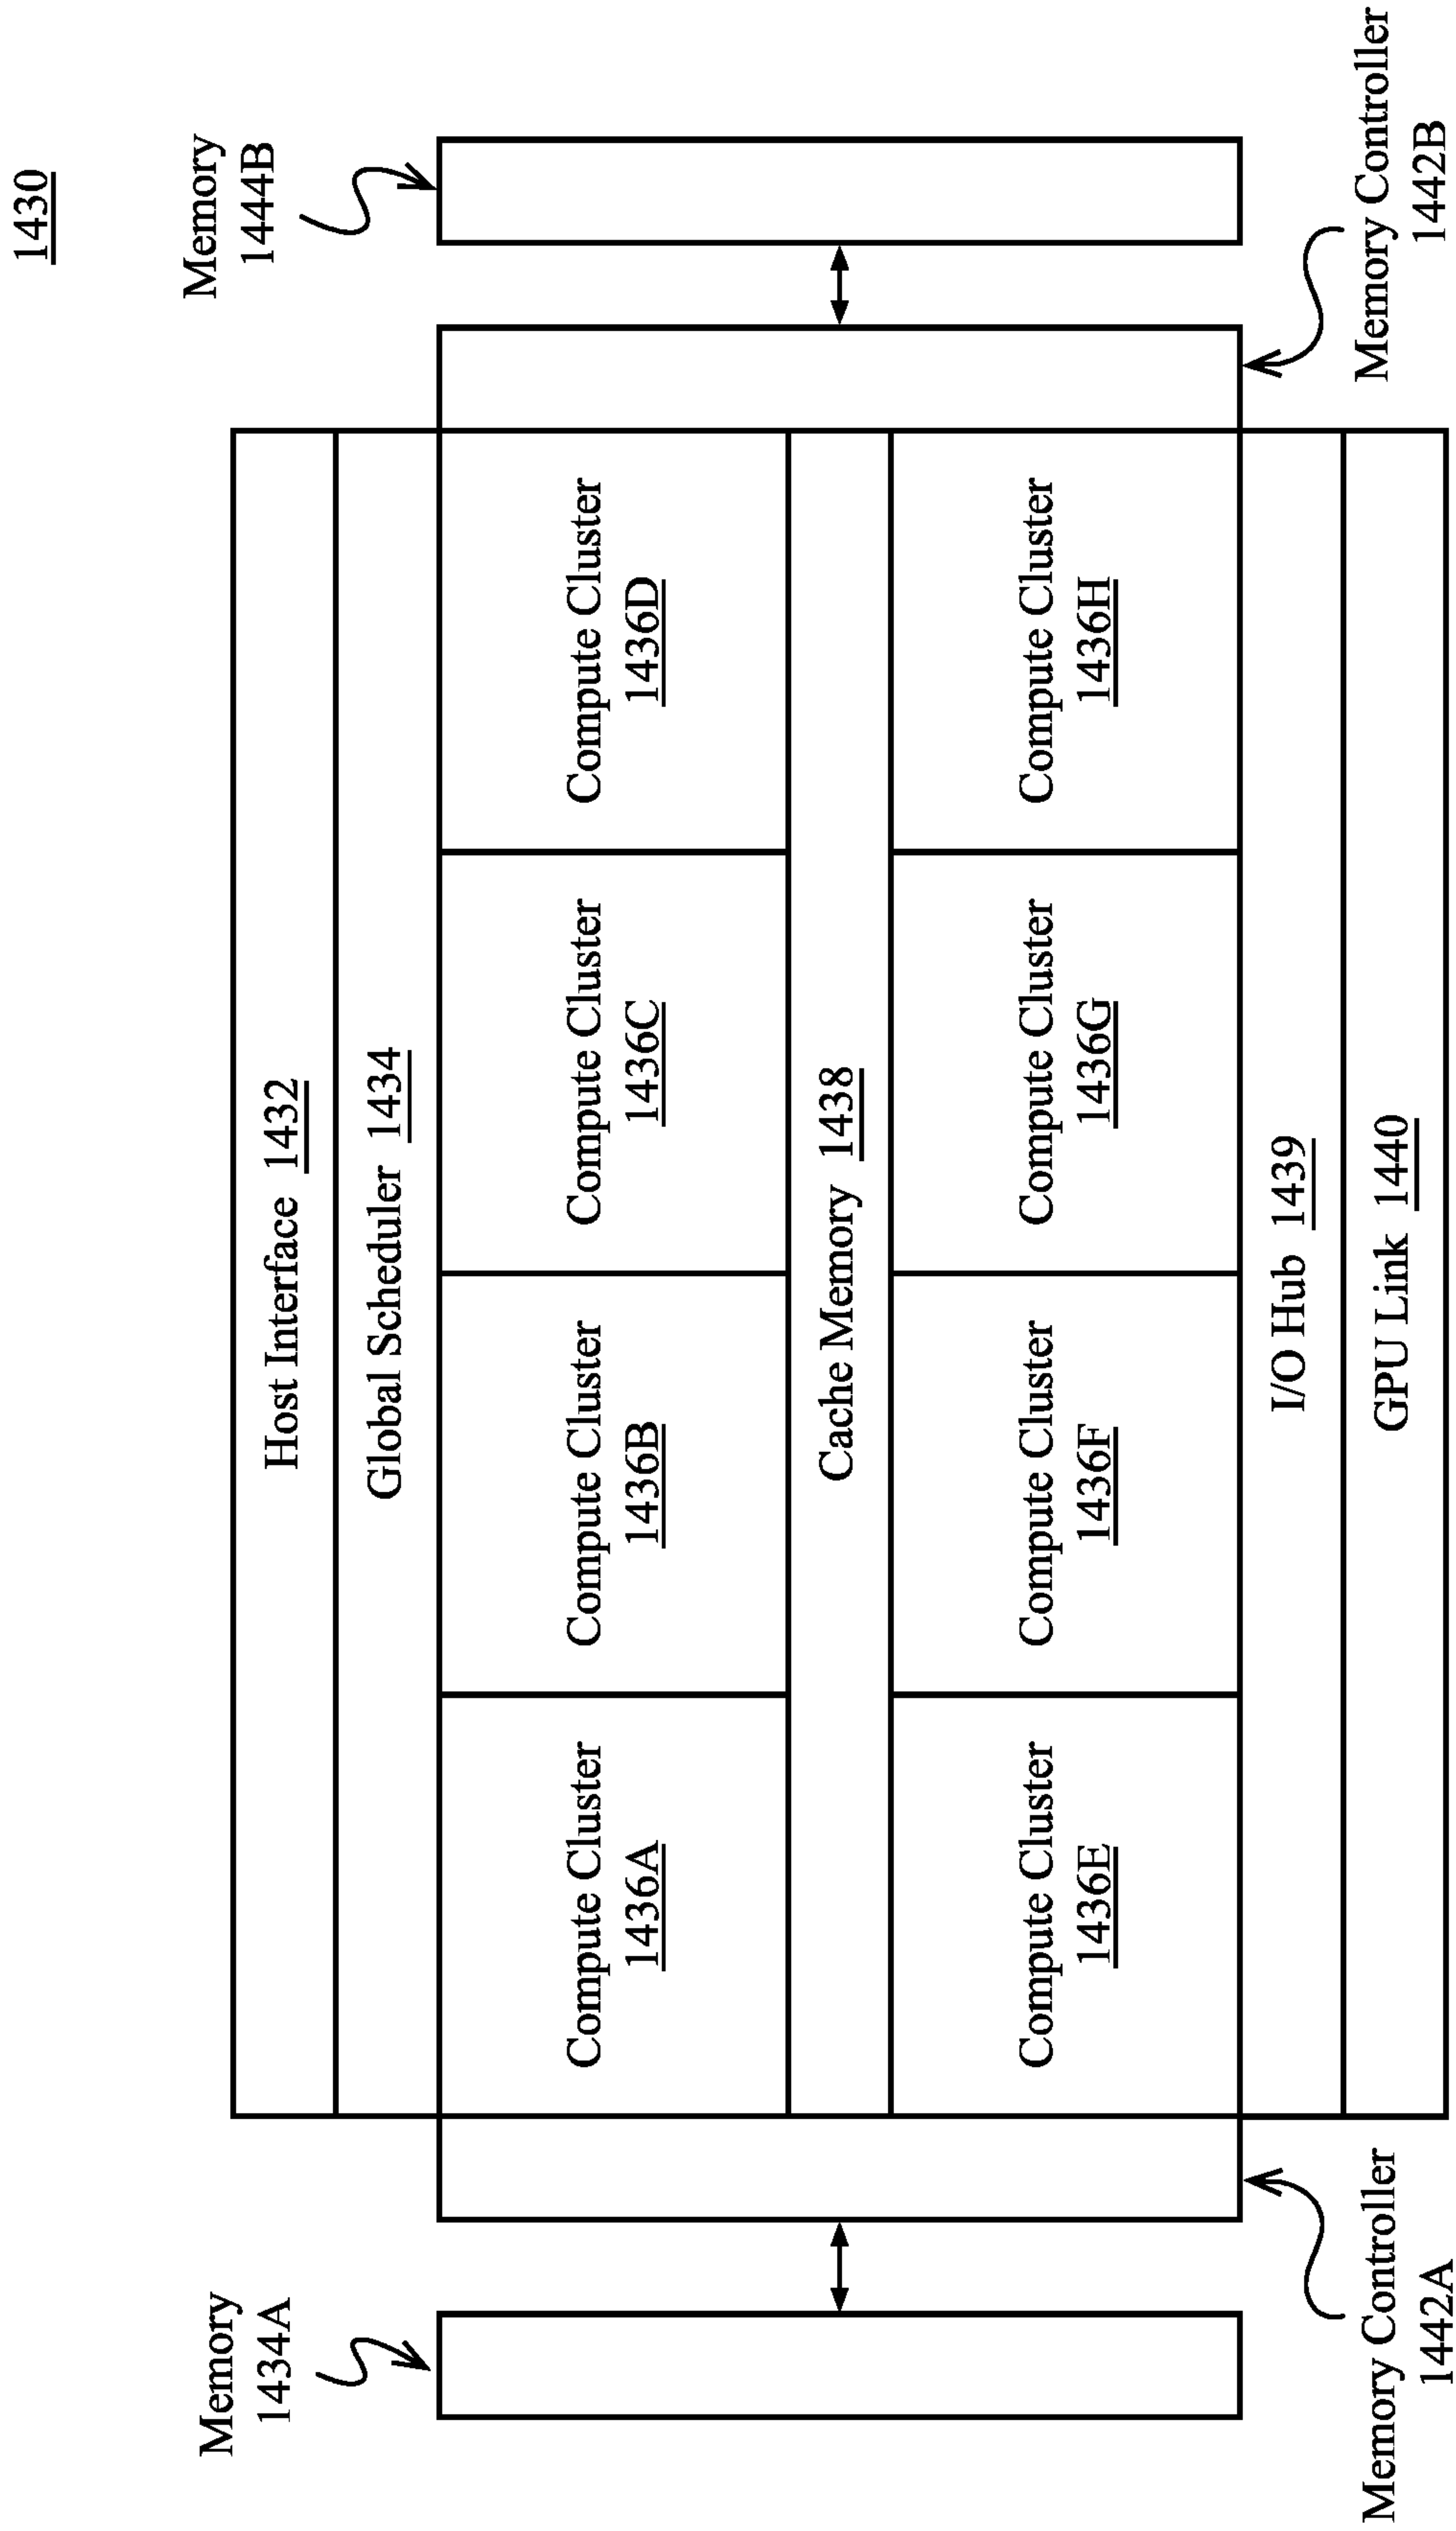 1430
Memory
1434A
Memory
1444B
Host Interface 1432
Global Scheduler 1434
Compute Cluster
1436A
Compute Cluster
1436B
Compute Cluster
1436C
Compute Cluster
1436D
Cache Memory 1438
Compute Cluster
1436E
Compute Cluster
1436F
Compute Cluster
1436G
Compute Cluster
1436H
I/O Hub 1439
GPU Link 1440
Memory Controller
1442A
Memory Controller
1442B